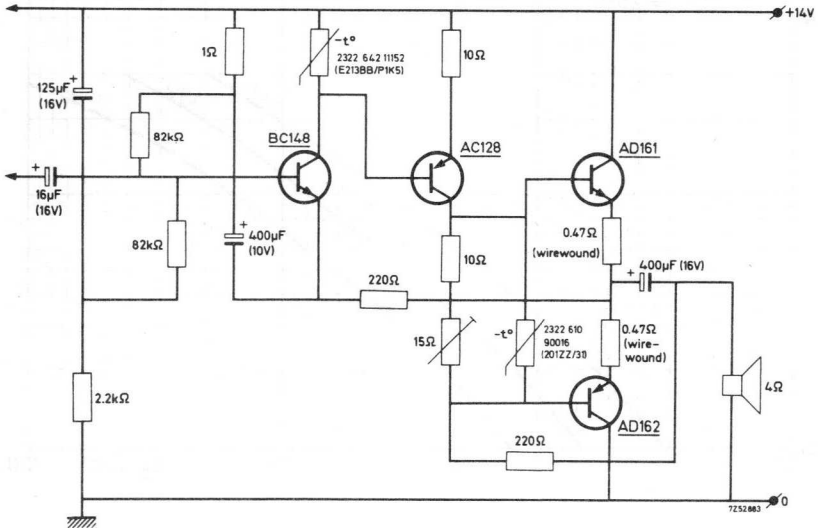 +14V
1Ω
-t°
2322 642 11152
(E213BB/P1K5)
10Ω
125µF
(16V)
+
82kΩ
BC148
AC128
AD161
+
16µF
(16V)
82kΩ
+
400µF
(10V)
0.47Ω
(wirewound)
10Ω
220Ω
+
400µF (16V)
15Ω
-t°
2322 610
90016
(201ZZ/31)
0.47Ω
(wire-
wound)
2.2kΩ
4Ω
AD162
220Ω
7Z52883
0